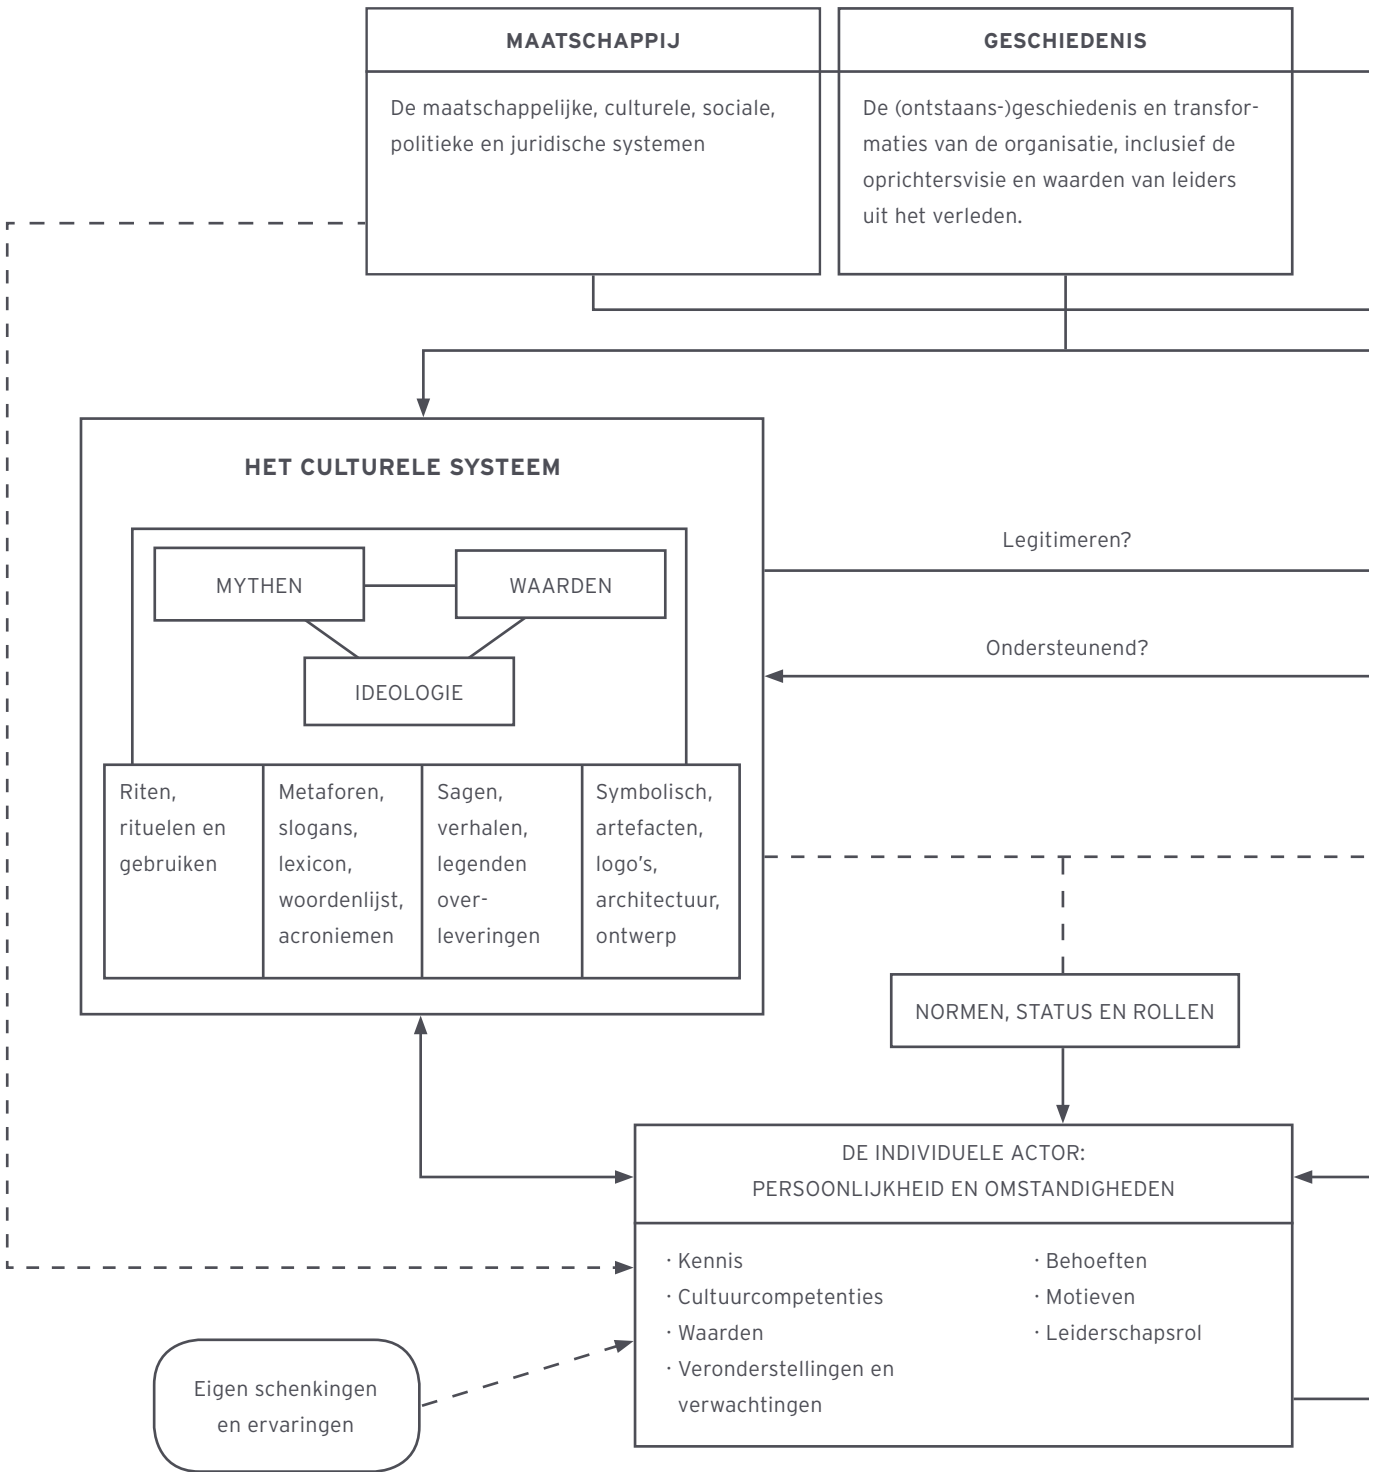 MAATSCHAPPIJ
De maatschappelijke, culturele, sociale,
politieke en juridische systemen
GESCHIEDENIS
De (ontstaans-)geschiedenis en transfor-
maties van de organisatie, inclusief de
oprichtersvisie en waarden van leiders
uit het verleden.
HET CULTURELE SYSTEEM
MYTHEN
WAARDEN
IDEOLOGIE
Riten,
rituelen en
gebruiken
Metaforen,
slogans,
lexicon,
woordenlijst,
acroniemen
Sagen,
verhalen,
legenden
over-
leveringen
Symbolisch,
artefacten,
logo's,
architectuur,
ontwerp
Legitimeren?
Ondersteunend?
NORMEN, STATUS EN ROLLEN
DE INDIVIDUELE ACTOR:
PERSOONLIJKHEID EN OMSTANDIGHEDEN
· Kennis
· Cultuurcompetenties
· Waarden
· Veronderstellingen en
verwachtingen
· Behoeften
· Motieven
· Leiderschapsrol
Eigen schenkingen
en ervaringen